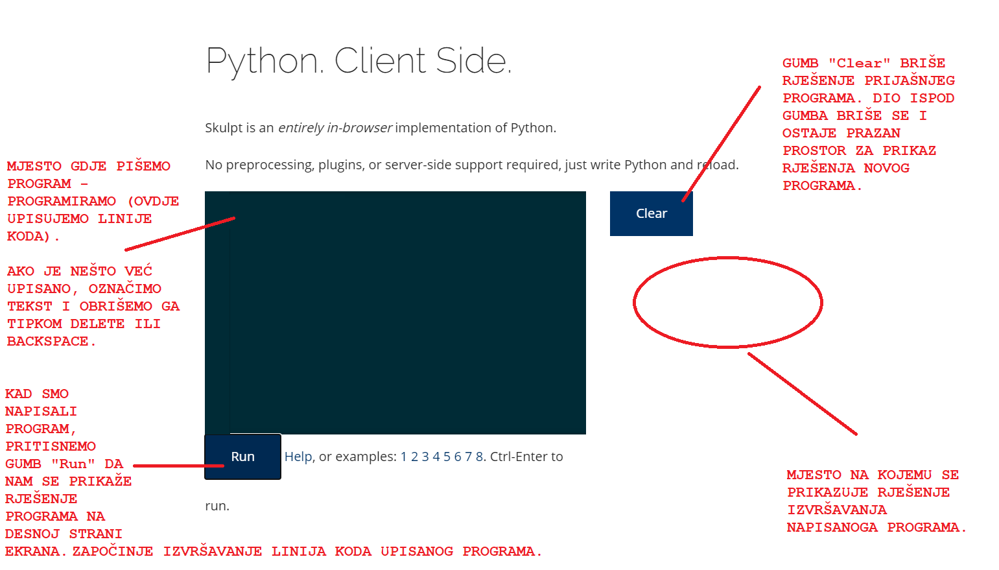 Python. Client Side.
Skulpt is an entirely in-browser implementation of Python.
No preprocessing, plugins, or server-side support required, just write Python and reload.
GUMB "Clear" BRIŠE
RJEŠENJE PRIJAŠNJEG
PROGRAMA. DIO ISPOD
GUMBA BRIŠE SE I
OSTAJE PRAZAN
PROSTOR ZA PRIKAZ
RJEŠENJA NOVOG
PROGRAMA.
MJESTO GDJE PIŠEMO
PROGRAM -
PROGRAMIRAMO (OVDJE
UPISUJEMO LINIJE
KODA).
AKO JE NEŠTO VEĆ
UPISANO, OZNAČIMO
TEKST I OBRIŠEMO GA
TIPKOM DELETE ILI
BACKSPACE.
Clear
KAD SMO
NAPISALI
PROGRAM,
PRITISNEMO
GUMB "Run" DA
NAM SE PRIKAŽE
RJEŠENJE
PROGRAMA NA
DESNOJ STRANI
EKRANA. ZAPOČINJE IZVRŠAVANJE LINIJA KODA UPISANOG PROGRAMA.
Run
Help, or examples: 1 2 3 4 5 6 7 8. Ctrl-Enter to
run.
MJESTO NA KOJEMU SE
PRIKAZUJE RJEŠENJE
IZVRŠAVANJA
NAPISANOGA PROGRAMA.